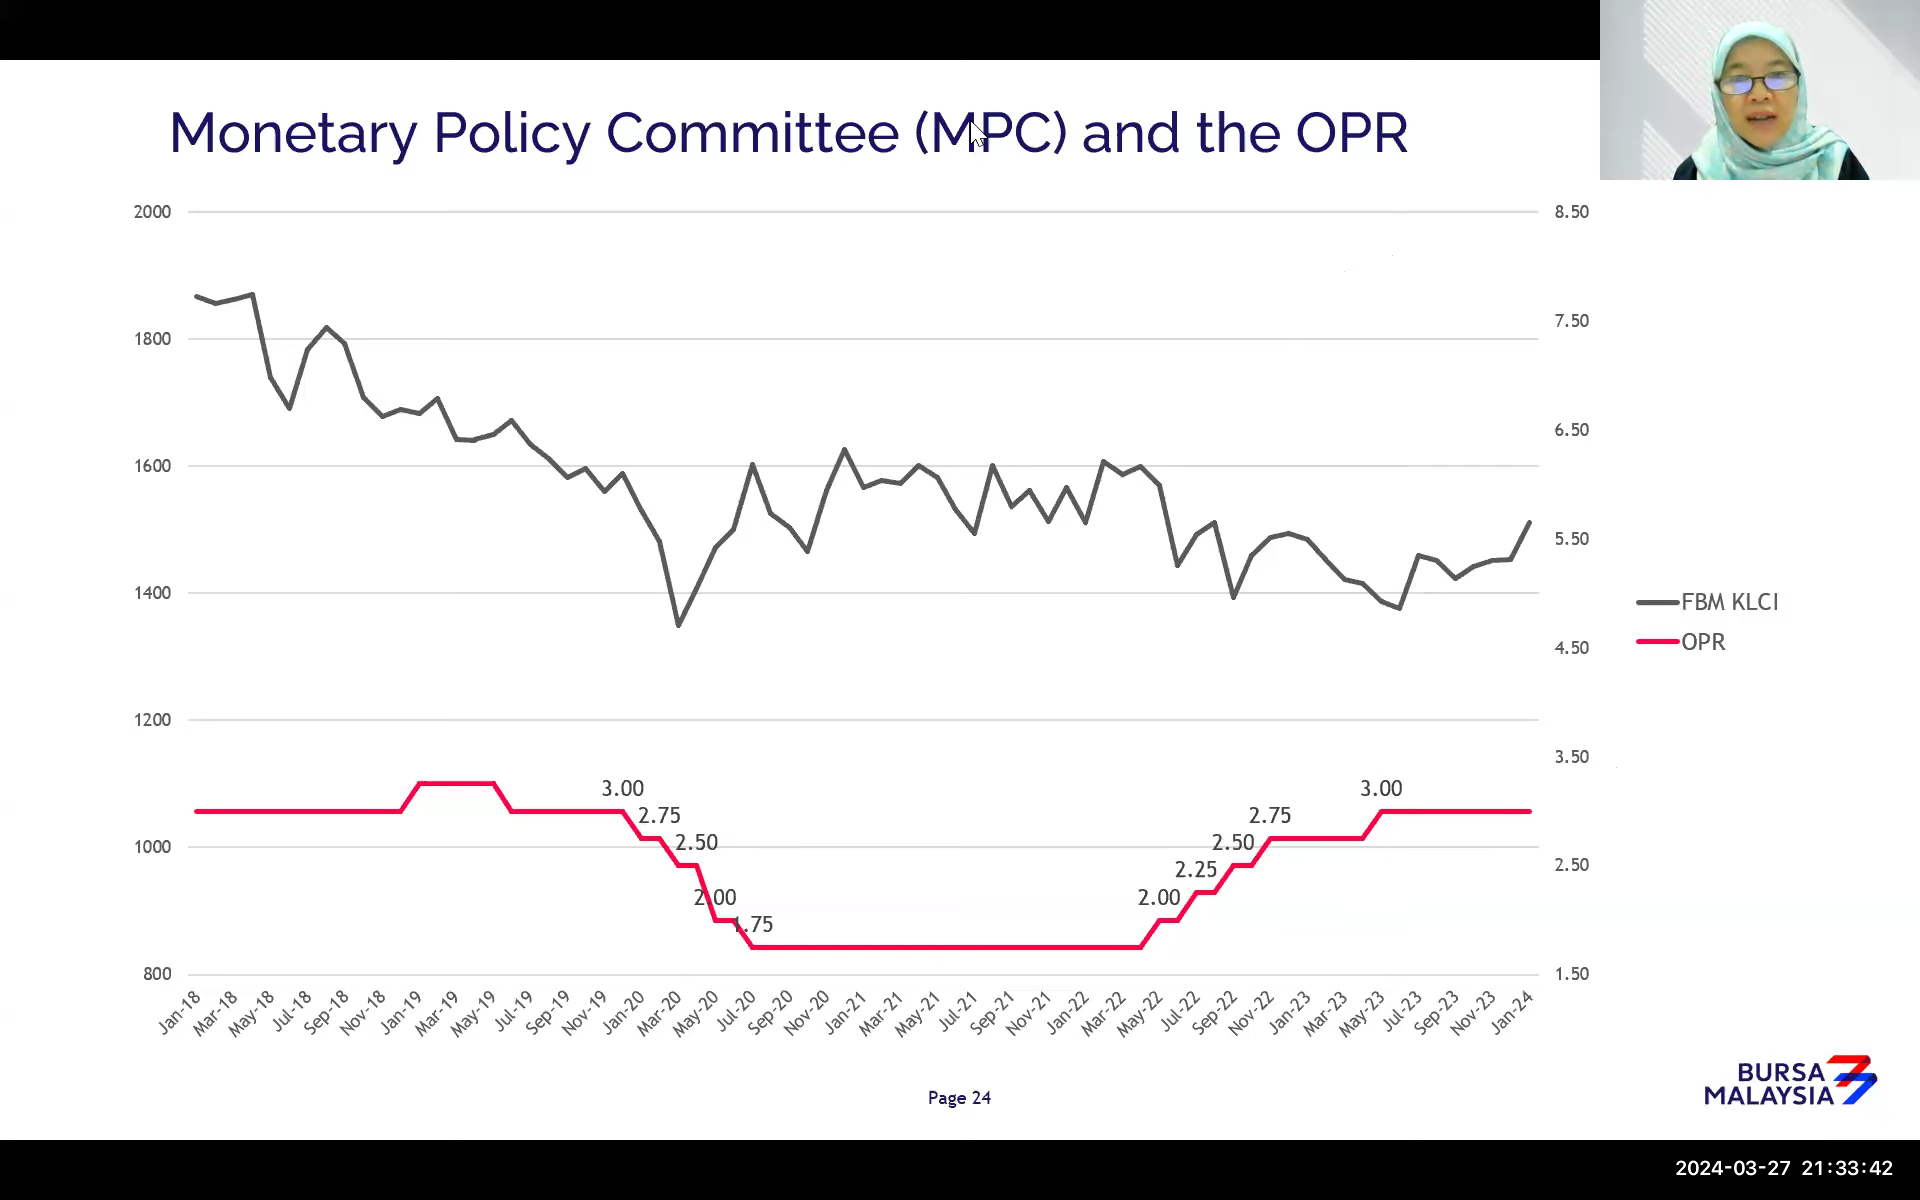 Monetary Policy Committee (MPC) and the OPR
2000
1800
1600
1400
1200
1000
800
8.50
7.50
6.50
5.50
4.50
3.50
2.50
1.50
3.00
2.75
2.50
2.00
1.75
2.00
2.25
2.50
2.75
3.00
Jan-18
Mar-18
May-18
Jul-18
Sep-18
Nov-18
Jan-19
Mar-19
May-19
Jul-19
Sep-19
Nov-19
Jan-20
Mar-20
May-20
Jul-20
Sep-20
Nov-20
Jan-21
Mar-21
May-21
Jul-21
Sep-21
Nov-21
Jan-22
Mar-22
May-22
Jul-22
Sep-22
Nov-22
Jan-23
Mar-23
May-23
Jul-23
Sep-23
Nov-23
Jan-24
FBM KLCI
OPR
Page 24
BURSA
MALAYSIA
2024-03-27 21:33:42